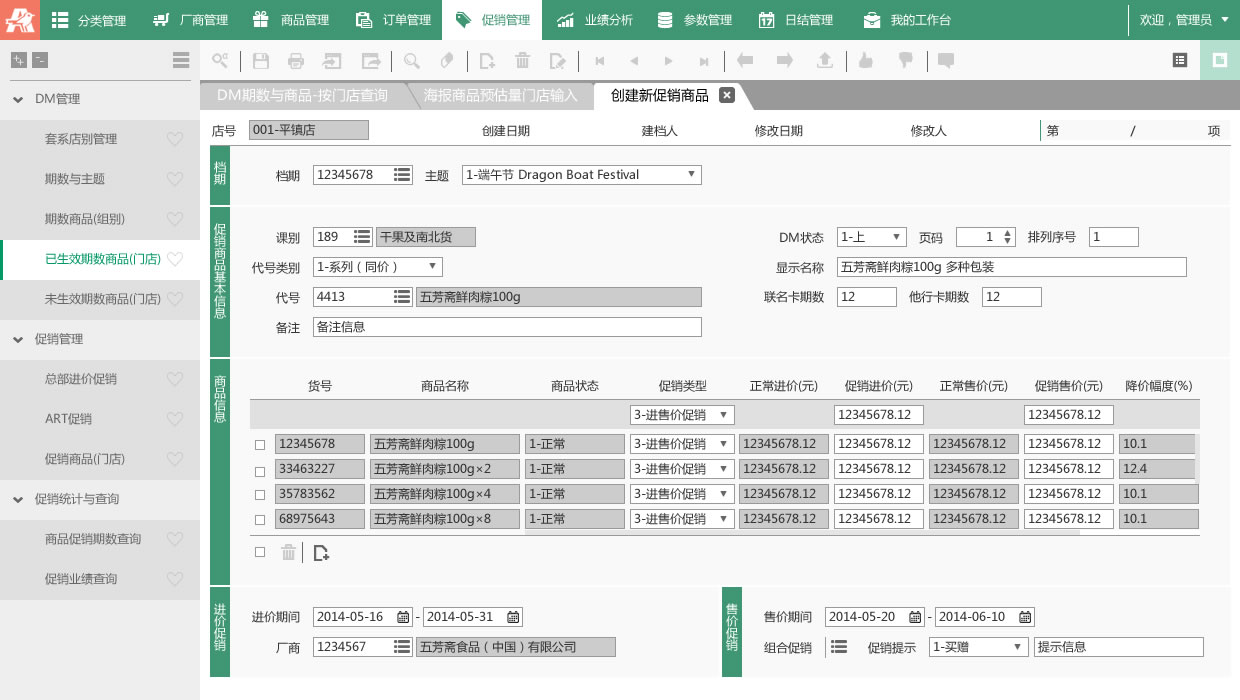 分类管理 厂商管理 商品管理 订单管理 促销管理 业绩分析 参数管理 日结管理 我的工作台 欢迎，管理员
DM管理
套系店别管理
期数与主题
期数商品(组别)
已生效期数商品(门店)
未生效期数商品(门店)
促销管理
总部进价促销
ART促销
促销商品(门店)
促销统计与查询
商品促销期数查询
促销业绩查询
DM期数与商品-按门店查询 海报商品预估量门店输入 创建新促销商品
店号 001-平镇店 创建日期 建档人 修改日期 修改人 第 / 项
档期
档期 12345678 主题 1-端午节 Dragon Boat Festival
促销商品基本信息
课别 189 干果及南北货 DM状态 1-上 页码 1 排列序号 1
代号类别 1-系列（同价） 显示名称 五芳斋鲜肉粽100g 多种包装
代号 4413 五芳斋鲜肉粽100g 联名卡期数 12 他行卡期数 12
备注 备注信息
商品信息
货号 商品名称 商品状态 促销类型 正常进价(元) 促销进价(元) 正常售价(元) 促销售价(元) 降价幅度(%)
3-进售价促销 12345678.12 12345678.12
12345678 五芳斋鲜肉粽100g 1-正常 3-进售价促销 12345678.12 12345678.12 12345678.12 12345678.12 10.1
33463227 五芳斋鲜肉粽100g×2 1-正常 3-进售价促销 12345678.12 12345678.12 12345678.12 12345678.12 12.4
35783562 五芳斋鲜肉粽100g×4 1-正常 3-进售价促销 12345678.12 12345678.12 12345678.12 12345678.12 10.1
68975643 五芳斋鲜肉粽100g×8 1-正常 3-进售价促销 12345678.12 12345678.12 12345678.12 12345678.12 10.1
进价促销
进价期间 2014-05-16 - 2014-05-31
厂商 1234567 五芳斋食品（中国）有限公司
售价促销
售价期间 2014-05-20 - 2014-06-10
组合促销 促销提示 1-买赠 提示信息